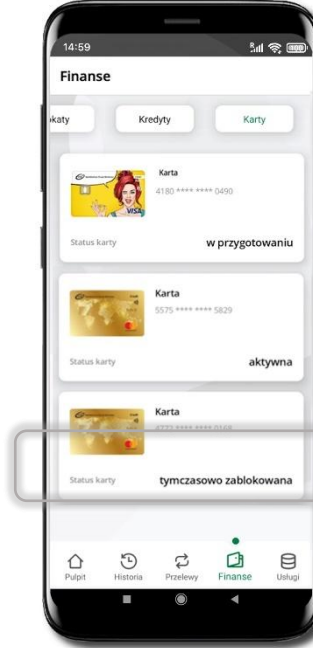 14:59
Finanse
Kredyty
Karty
Karta
4180 **** **** 0490
VISA
Status karty
w przygotowaniu
Karta
5575 **** **** 5829
Status karty
aktywna
Karta
Status karty
tymczasowo zablokowana
Pulpit
Historia
Przelewy
Finanse
Usługi